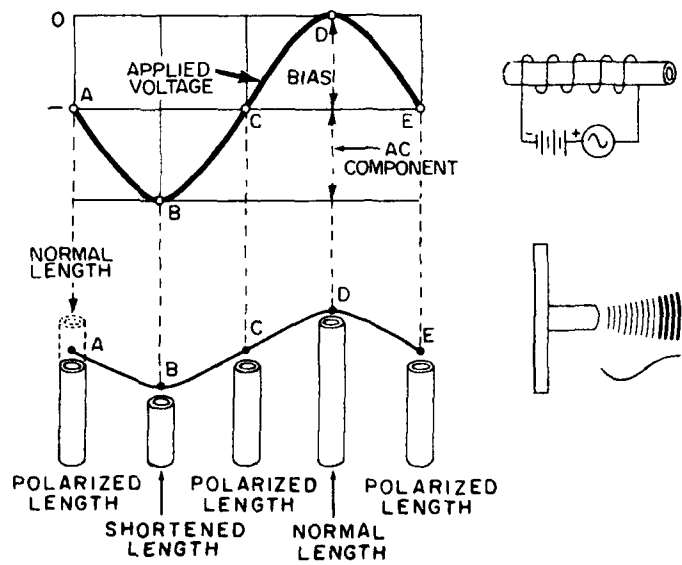 O
D
APPLIED
VOLTAGE
BIAS
A
–
C
E
AC
COMPONENT
B
– +
NORMAL
LENGTH
A
B
C
D
E
POLARIZED
LENGTH
SHORTENED
LENGTH
POLARIZED
LENGTH
NORMAL
LENGTH
POLARIZED
LENGTH